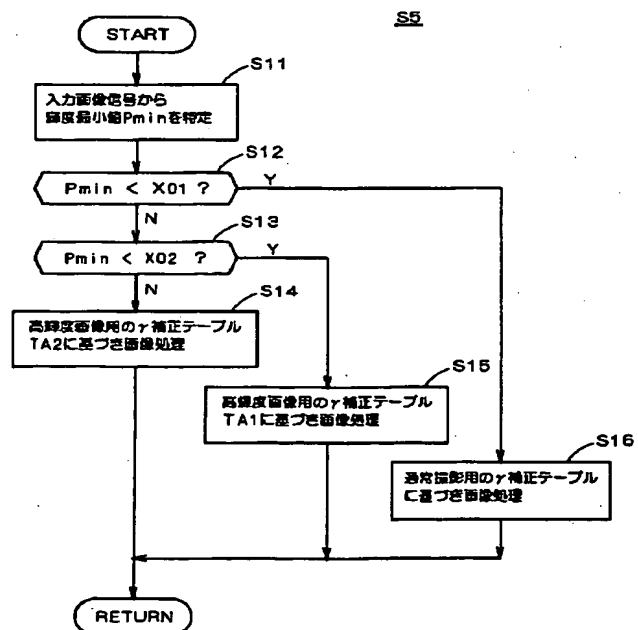 S5
START
S11
入力画像信号から
輝度最小値Pminを特定
S12
Pmin < X01 ?
Y
N
S13
Pmin < X02 ?
Y
N
S14
高輝度画像用のγ補正テーブル
TA2に基づき画像処理
S15
高輝度画像用のγ補正テーブル
TA1に基づき画像処理
S16
通常撮影用のγ補正テーブル
に基づき画像処理
RETURN